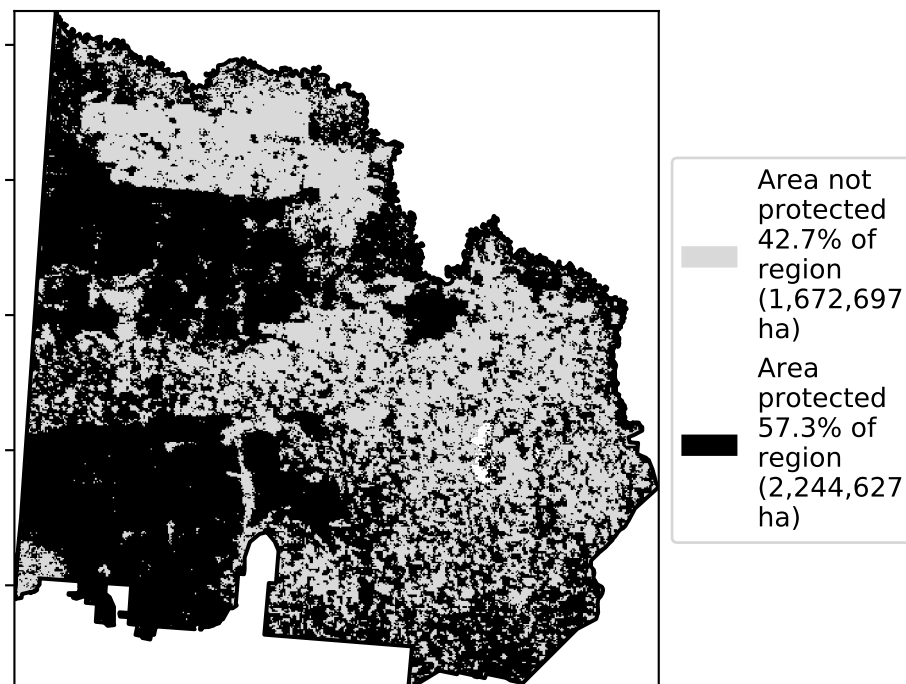 Area not
protected
42.7% of
region
(1,672,697
ha)
Area
protected
57.3% of
region
(2,244,627
ha)